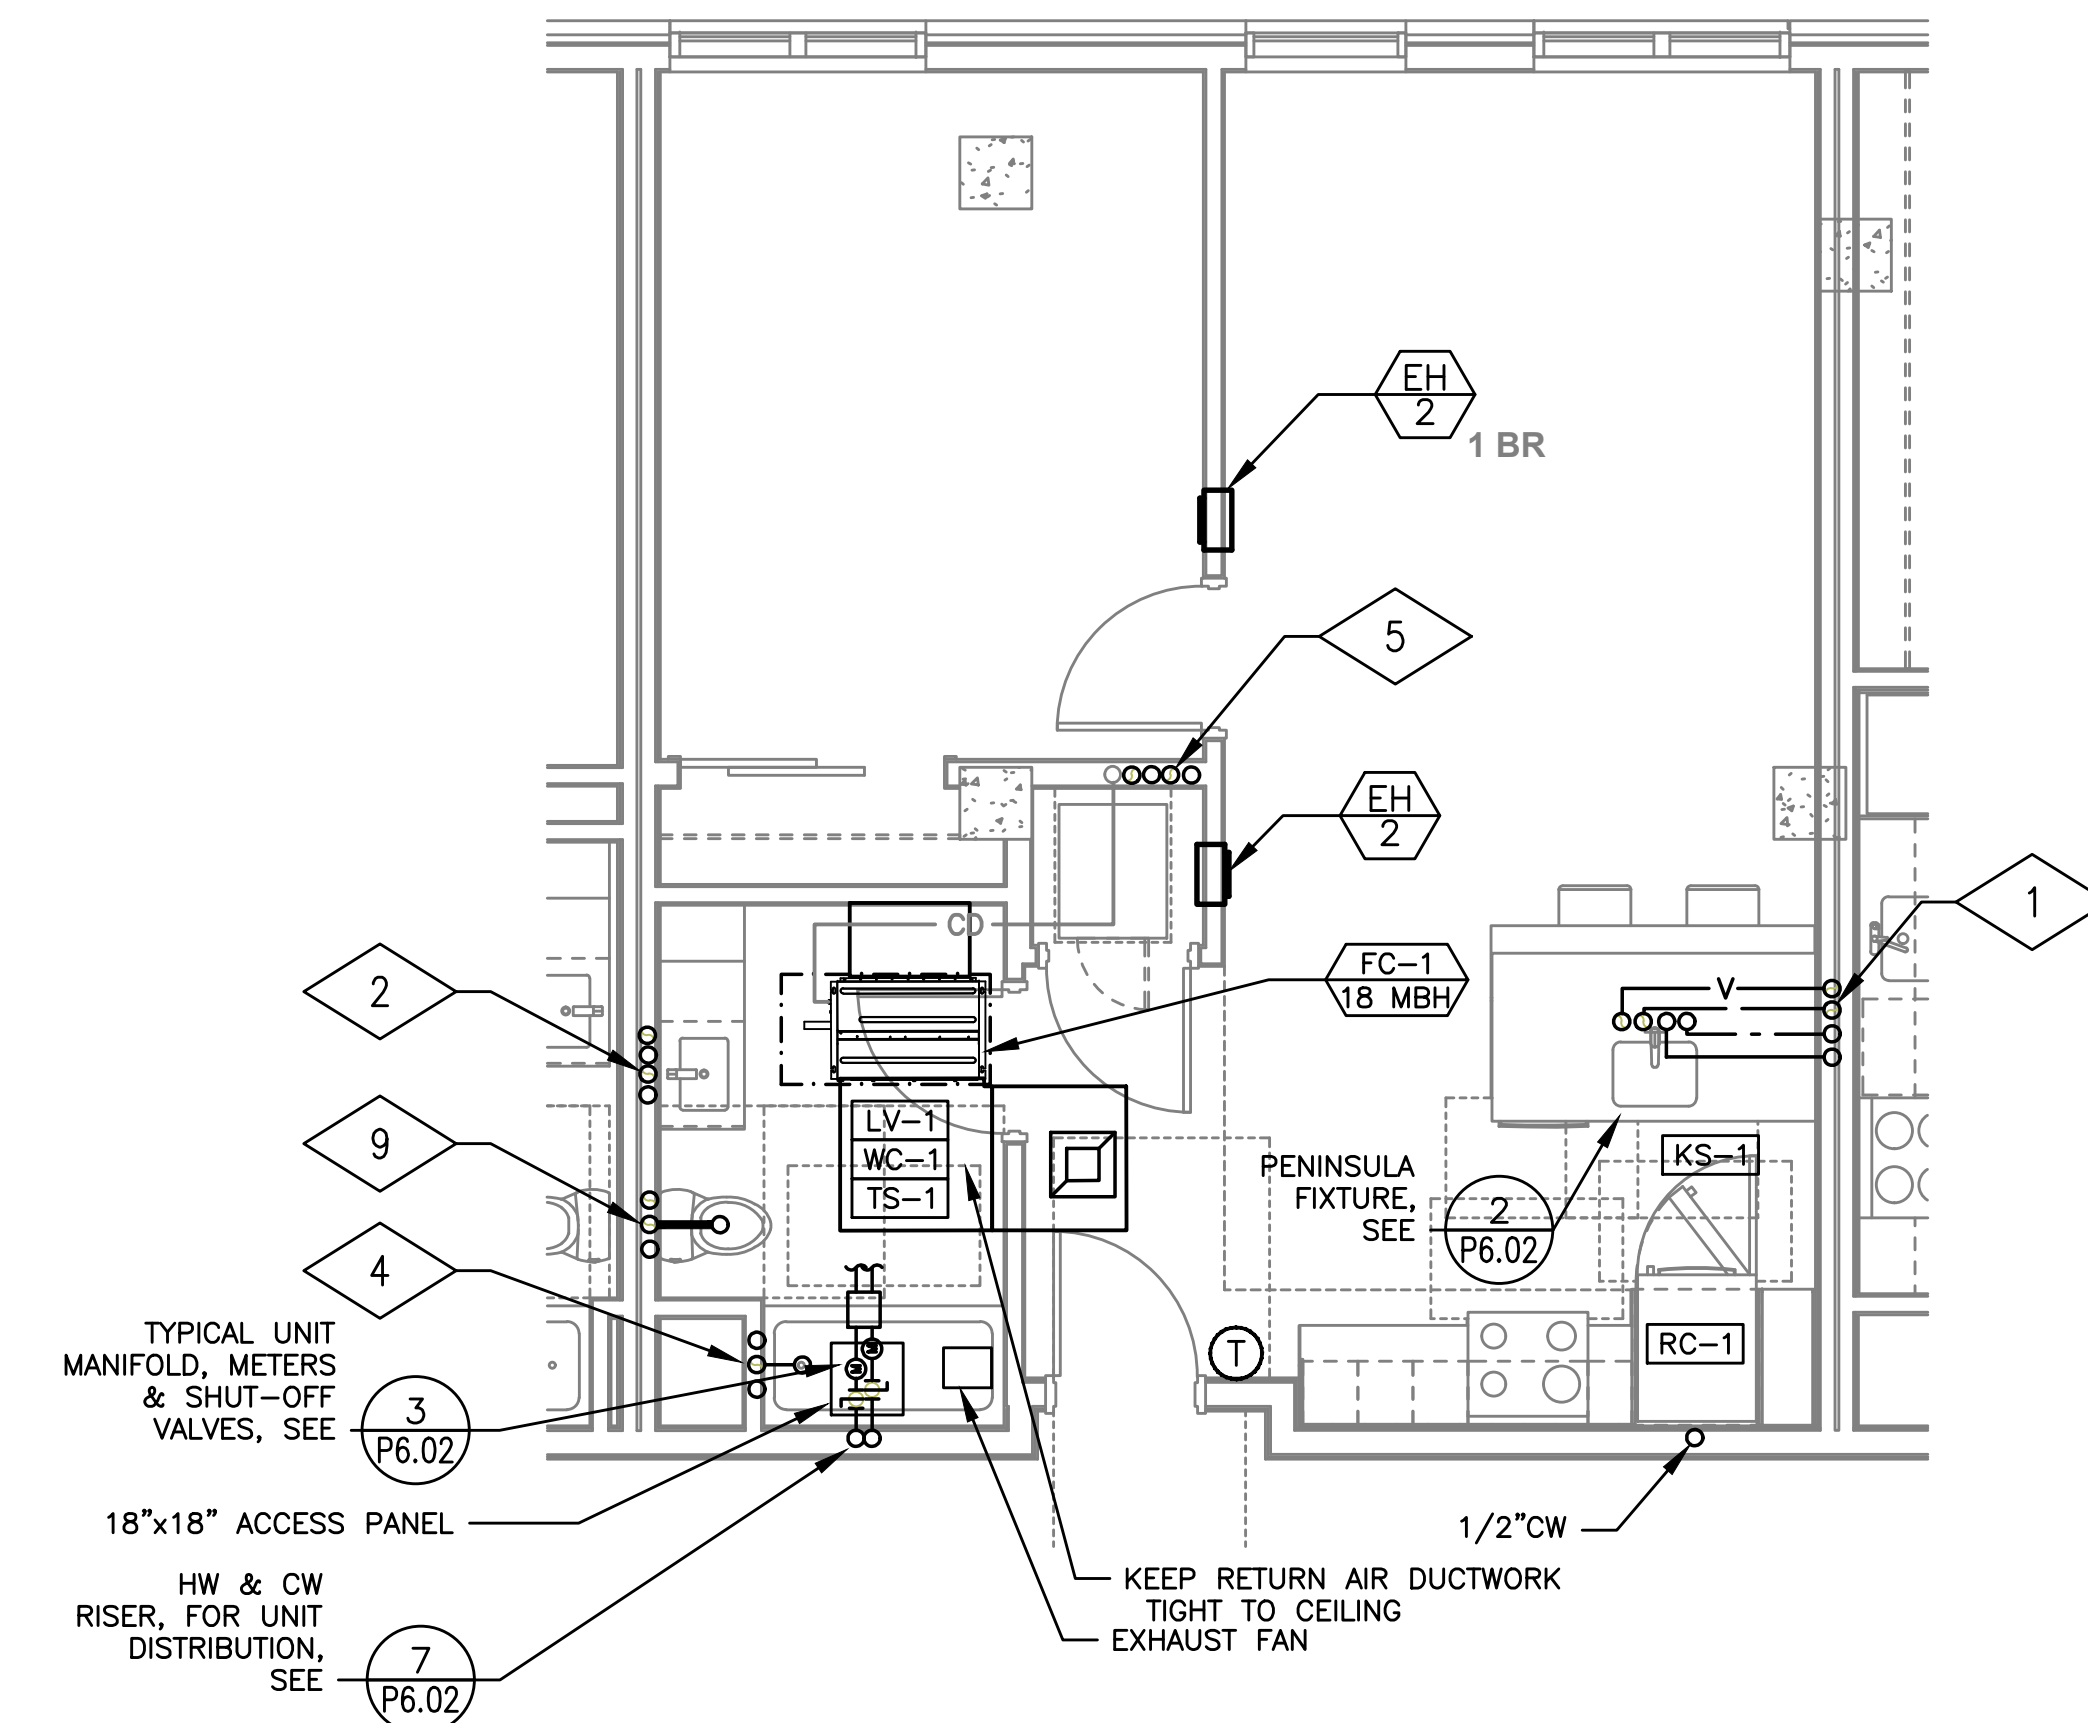 EH
2
1 BR
5
EH
2
1
CD
FC-1
18 MBH
2
V
LV-1
WC-1
TS-1
9
KS-1
PENINSULA
FIXTURE,
SEE
2
P6.02
4
TYPICAL UNIT
MANIFOLD, METERS
& SHUT-OFF
VALVES, SEE
3
P6.02
M
M
T
RC-1
18"x18" ACCESS PANEL
1/2"CW
HW & CW
RISER, FOR UNIT
DISTRIBUTION,
SEE
7
P6.02
KEEP RETURN AIR DUCTWORK
TIGHT TO CEILING
EXHAUST FAN